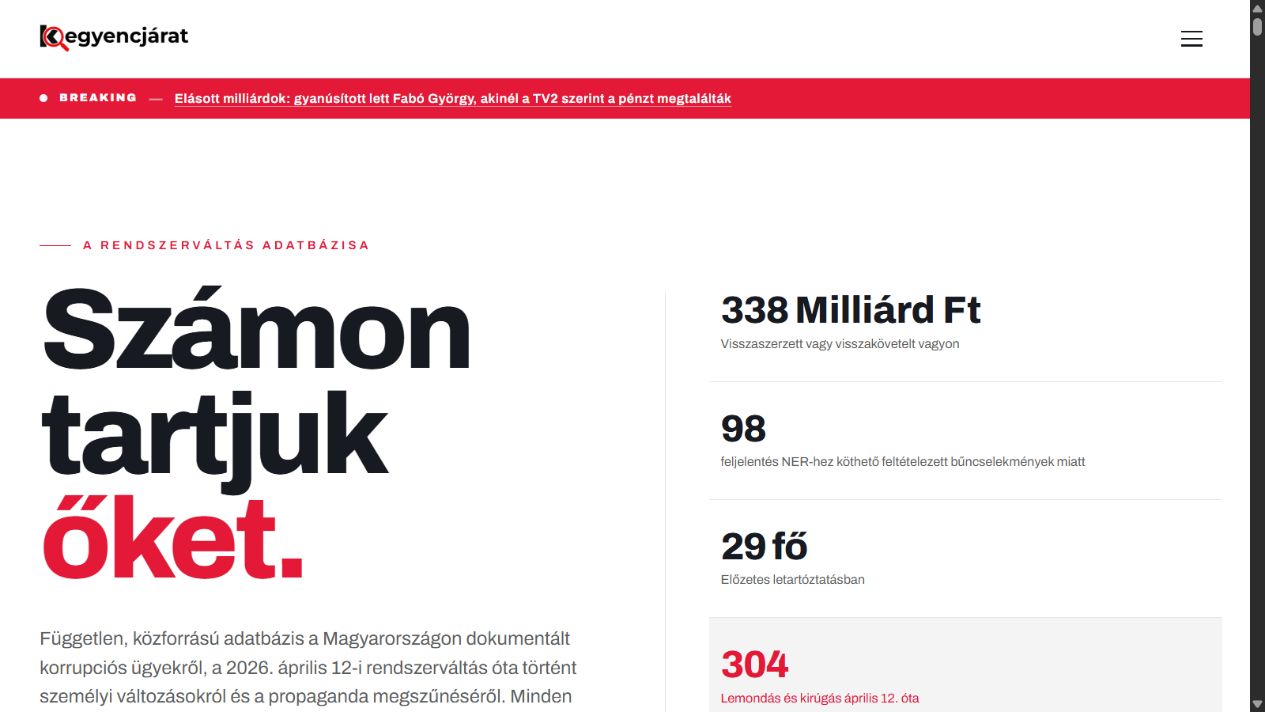 Kegyencjárat
BREAKING — Elásott milliárdok: gyanúsított lett Fabó György, akinél a TV2 szerint a pénzt megtalálták
A RENDSZERVÁLTÁS ADATBÁZISA
Számon
tartjuk
őket.
Független, közforrású adatbázis a Magyarországon dokumentált
korrupciós ügyekről, a 2026. április 12-i rendszerváltás óta történt
személyi változásokról és a propaganda megszűnéséről. Minden
338 Milliárd Ft
Visszaszerzett vagy visszakövetelt vagyon
98
feljelentés NER-hez köthető feltételezett bűncselekmények miatt
29 fő
Előzetes letartóztatásban
304
Lemondás és kirúgás április 12. óta